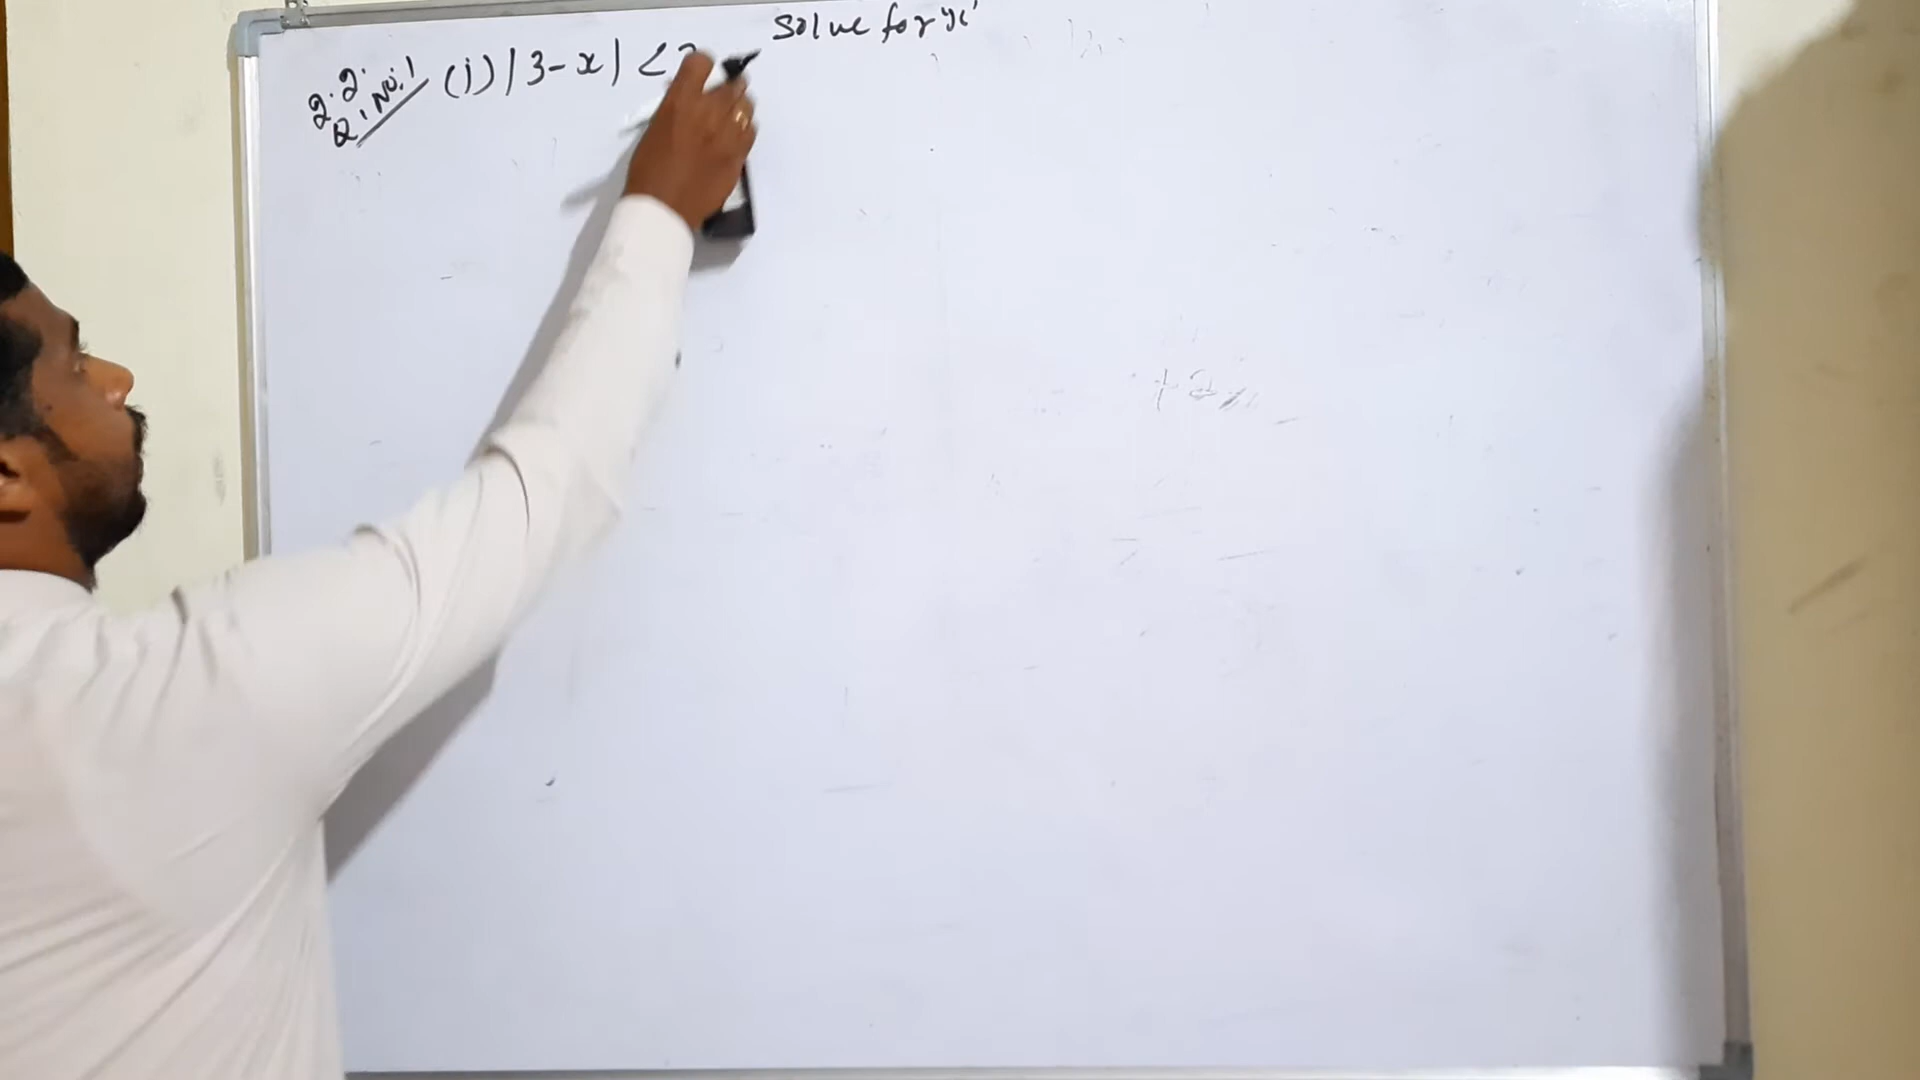 Solve for 'x'
2.2.
Q.No.1 (i) |3-x| <